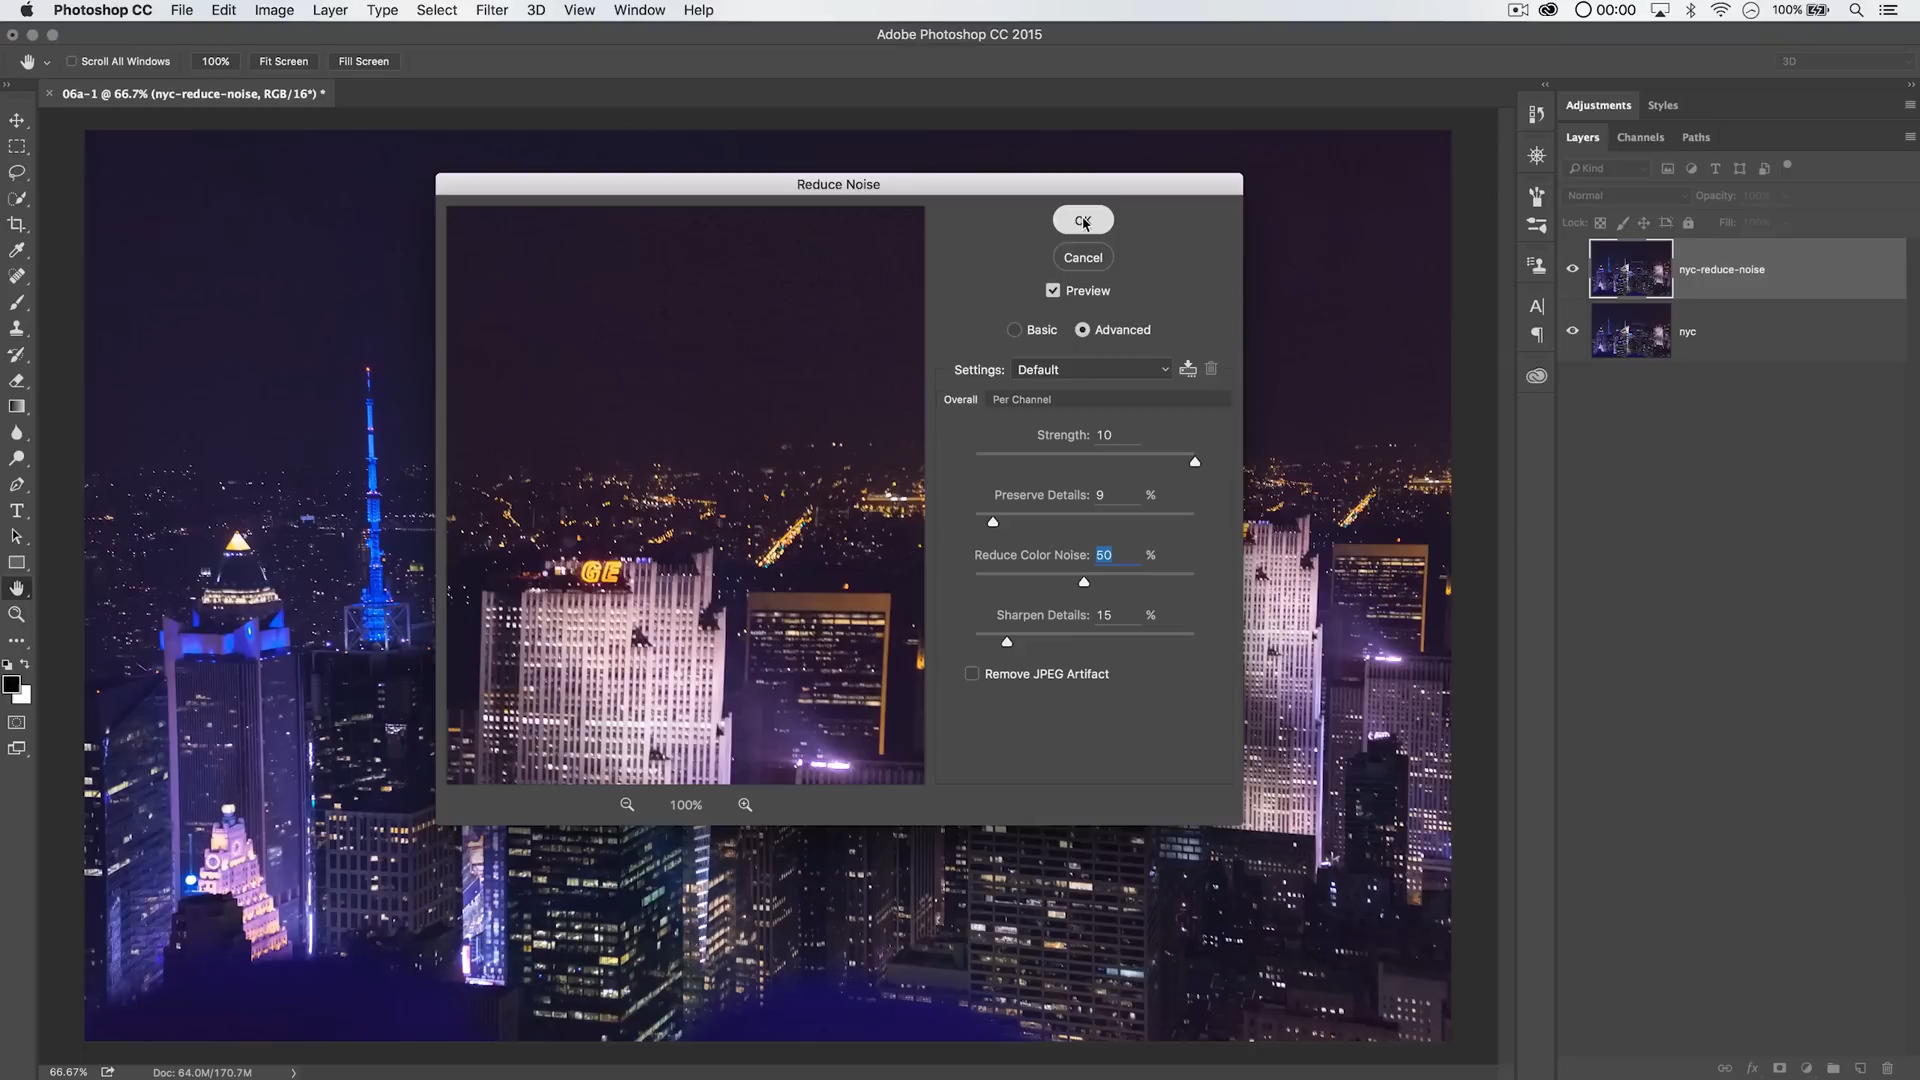 Photoshop CC File Edit Image Layer Type Select Filter 3D View Window Help 00:00 100%
Adobe Photoshop CC 2015
Scroll All Windows 100% Fit Screen Fill Screen 3D
× 06a-1 @ 66.7% (nyc-reduce-noise, RGB/16*) *
Adjustments Styles
Layers Channels Paths
Kind
Normal Opacity: 100%
Lock: Fill: 100%
nyc-reduce-noise
nyc
Reduce Noise
OK
Cancel
Preview
Basic Advanced
Settings: Default
Overall Per Channel
Strength: 10
Preserve Details: 9 %
Reduce Color Noise: 50 %
Sharpen Details: 15 %
Remove JPEG Artifact
GE
100%
66.67% Doc: 64.0M/170.7M